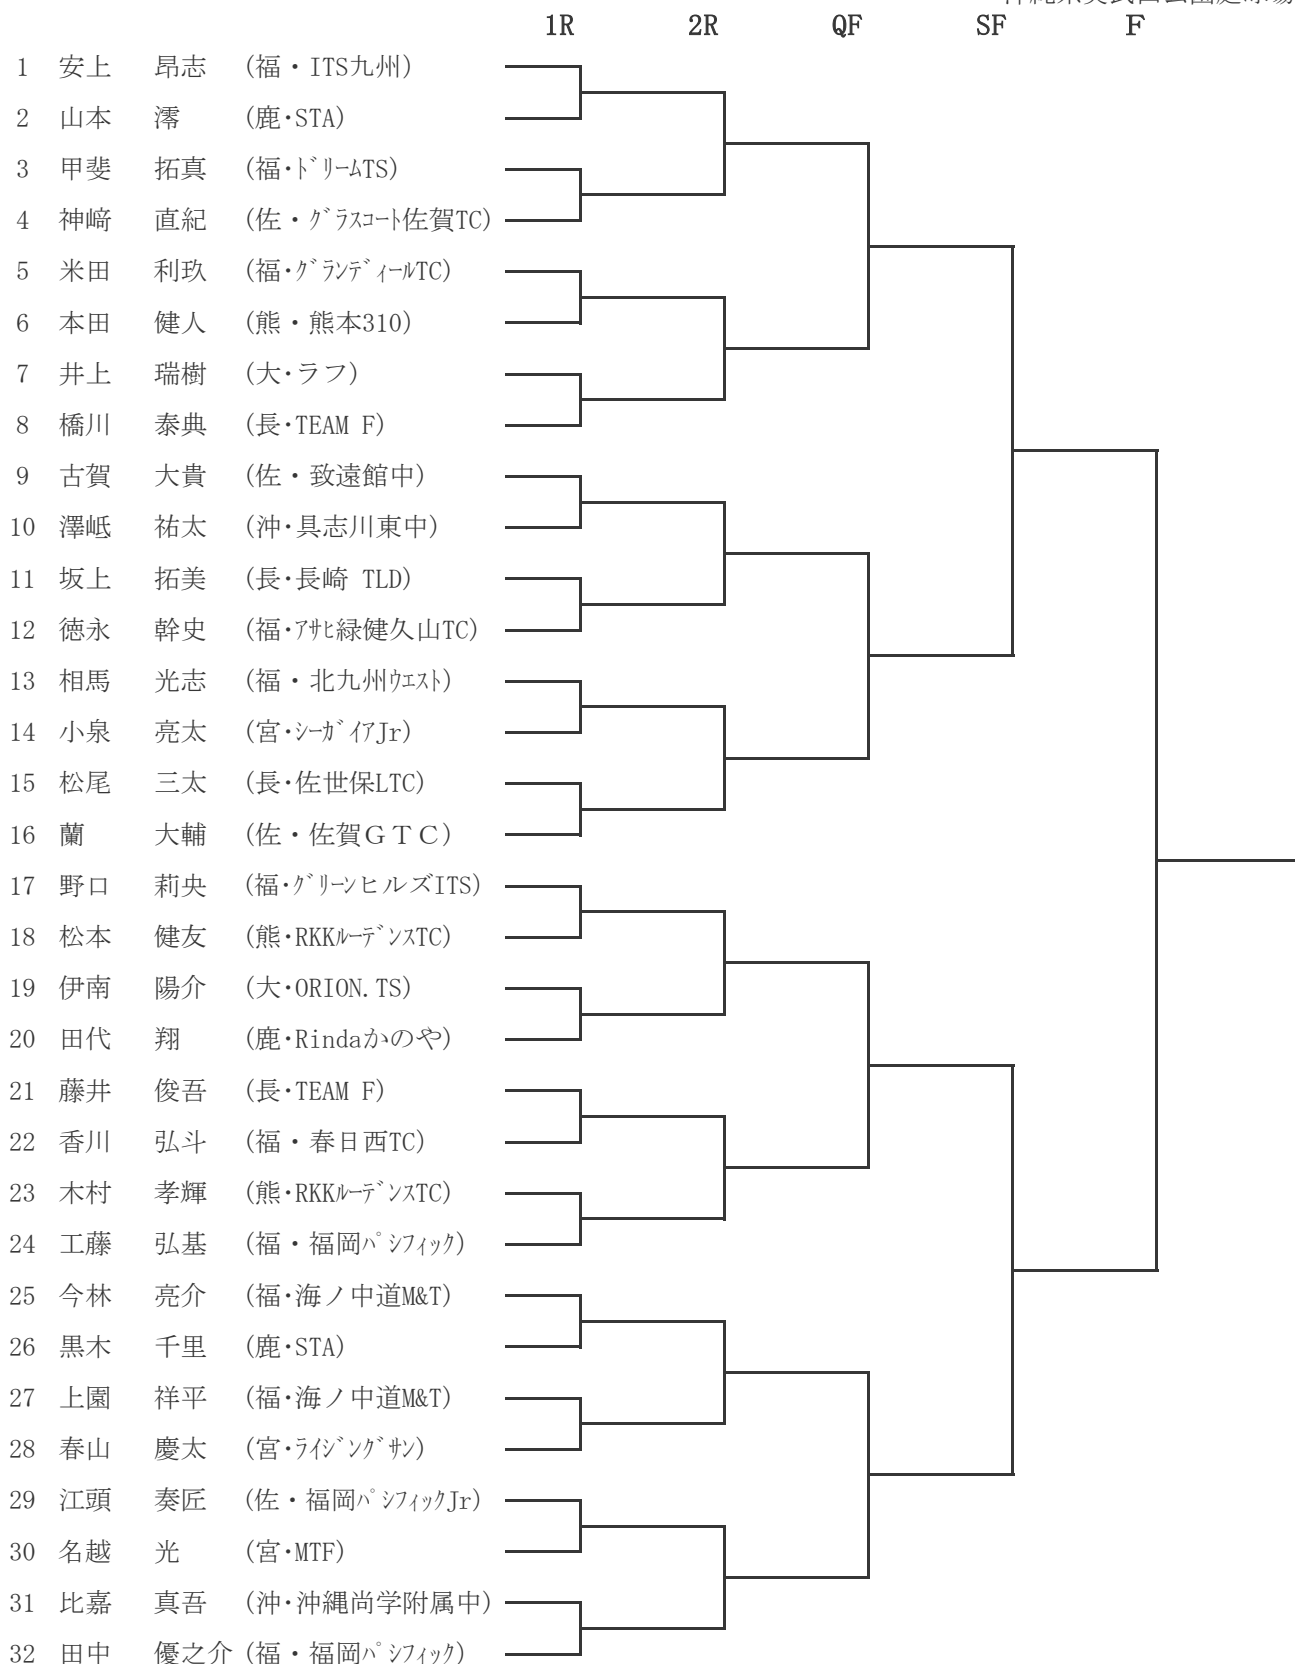 1R 2R QF SF F
1 安上 昂志 (福・ITS九州)
2 山本 澪 (鹿・STA)
3 甲斐 拓真 (福・ﾄﾞﾘｰﾑTS)
4 神﨑 直紀 (佐・ｸﾞﾗｽｺｰﾄ佐賀TC)
5 米田 利玖 (福・ｸﾞﾗﾝﾃﾞｨｰﾙTC)
6 本田 健人 (熊・熊本310)
7 井上 瑞樹 (大・ラフ)
8 橋川 泰典 (長・TEAM F)
9 古賀 大貴 (佐・致遠館中)
10 澤岻 祐太 (沖・具志川東中)
11 坂上 拓美 (長・長崎 TLD)
12 徳永 幹史 (福・ｱｻﾋ緑健久山TC)
13 相馬 光志 (福・北九州ｳｴｽﾄ)
14 小泉 亮太 (宮・ｼｰｶﾞｲｱJr)
15 松尾 三太 (長・佐世保LTC)
16 蘭 大輔 (佐・佐賀ＧＴＣ)
17 野口 莉央 (福・ｸﾞﾘｰﾝヒルズITS)
18 松本 健友 (熊・RKKﾙｰﾃﾞﾝｽTC)
19 伊南 陽介 (大・ORION.TS)
20 田代 翔 (鹿・Rindaかのや)
21 藤井 俊吾 (長・TEAM F)
22 香川 弘斗 (福・春日西TC)
23 木村 孝輝 (熊・RKKﾙｰﾃﾞﾝｽTC)
24 工藤 弘基 (福・福岡ﾊﾟｼﾌｨｯｸ)
25 今林 亮介 (福・海ノ中道M&T)
26 黒木 千里 (鹿・STA)
27 上園 祥平 (福・海ノ中道M&T)
28 春山 慶太 (宮・ﾗｲｼﾞﾝｸﾞｻﾝ)
29 江頭 奏匠 (佐・福岡ﾊﾟｼﾌｨｯｸJr)
30 名越 光 (宮・MTF)
31 比嘉 真吾 (沖・沖縄尚学附属中)
32 田中 優之介 (福・福岡ﾊﾟｼﾌｨｯｸ)